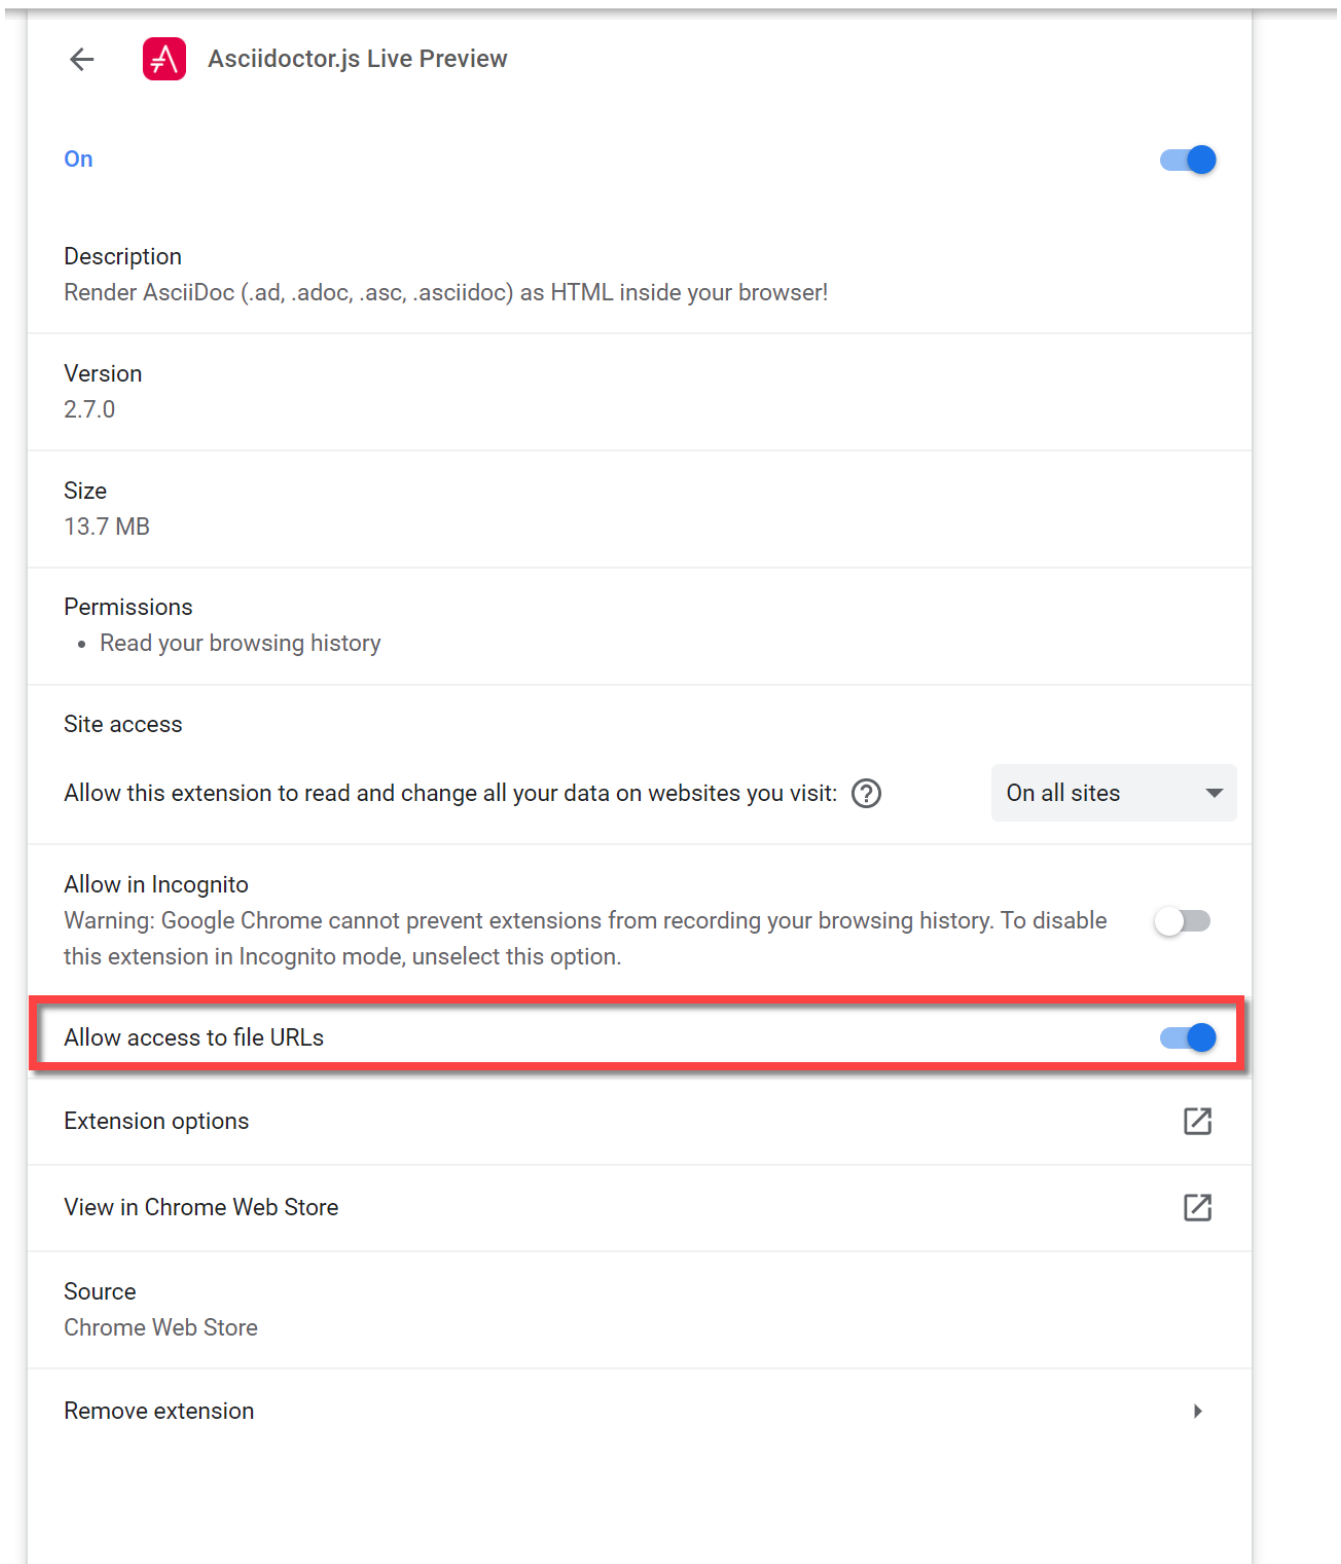 Asciidoctor.js Live Preview
On
Description
Render AsciiDoc (.ad, .adoc, .asc, .asciidoc) as HTML inside your browser!
Version
2.7.0
Size
13.7 MB
Permissions
• Read your browsing history
Site access
Allow this extension to read and change all your data on websites you visit: On all sites
Allow in Incognito
Warning: Google Chrome cannot prevent extensions from recording your browsing history. To disable
this extension in Incognito mode, unselect this option.
Allow access to file URLs
Extension options
View in Chrome Web Store
Source
Chrome Web Store
Remove extension